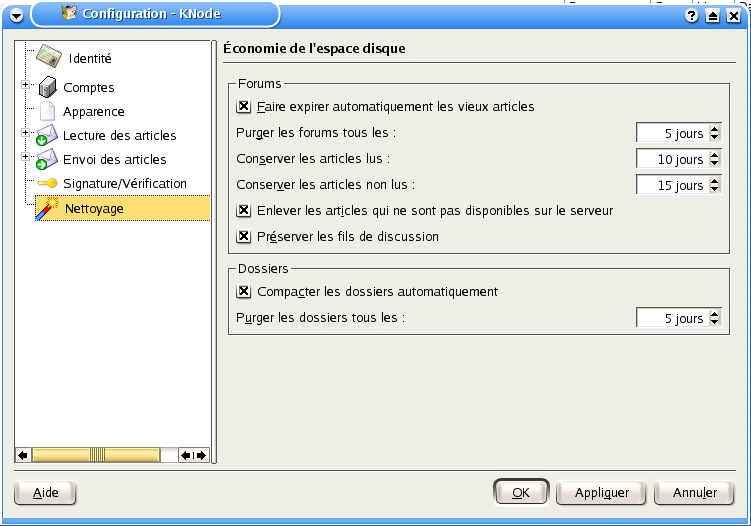 Configuration - KNode
Identité
Comptes
Apparence
Lecture des articles
Envoi des articles
Signature/Vérification
Nettoyage
Économie de l'espace disque
Forums
Faire expirer automatiquement les vieux articles
Purger les forums tous les :
5 jours
Conserver les articles lus :
10 jours
Conserver les articles non lus :
15 jours
Enlever les articles qui ne sont pas disponibles sur le serveur
Préserver les fils de discussion
Dossiers
Compacter les dossiers automatiquement
Purger les dossiers tous les :
5 jours
Aide
OK
Appliquer
Annuler